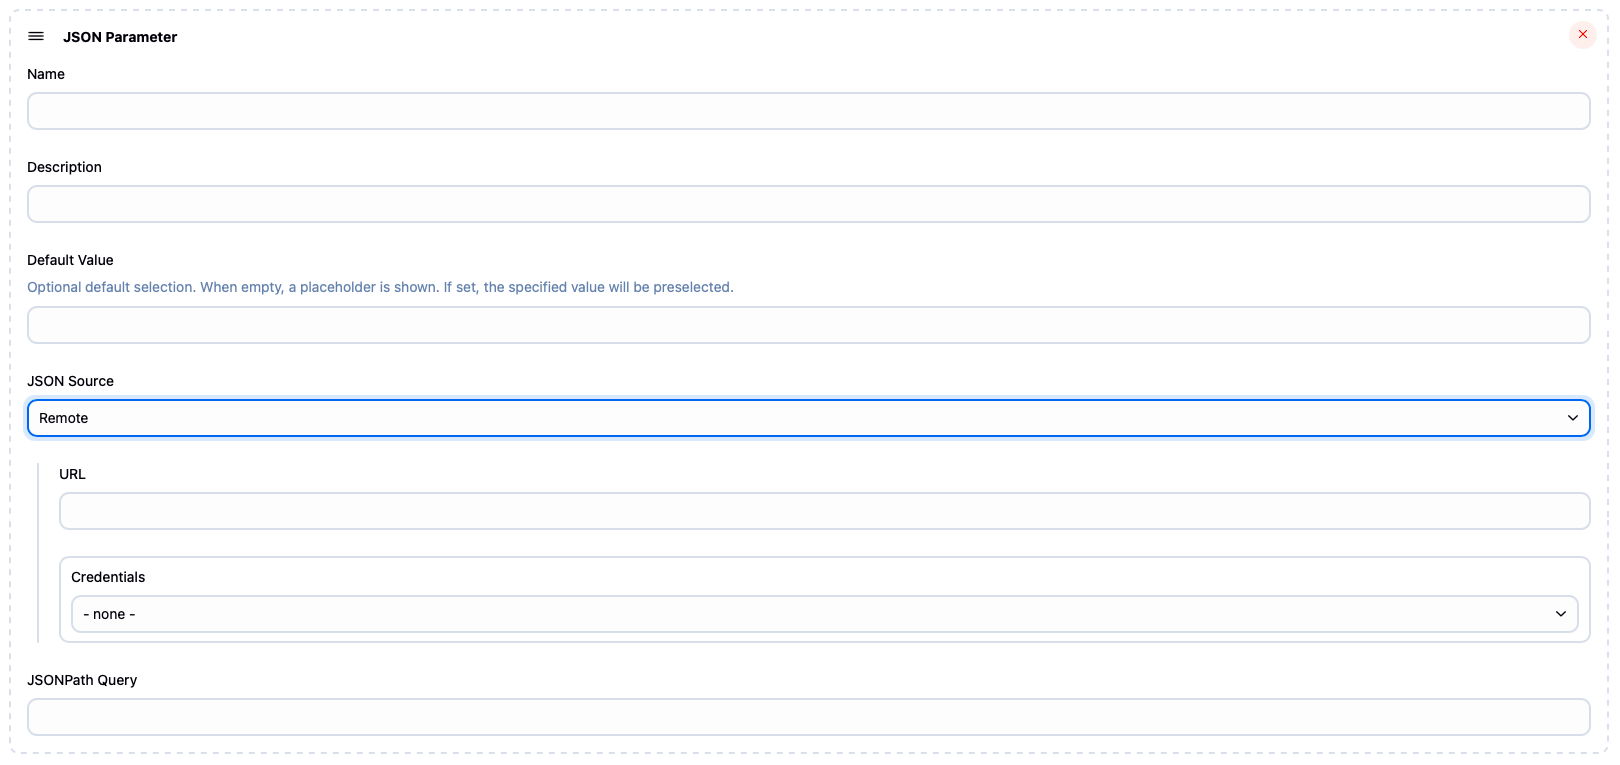 JSON Parameter
Name
Description
Default Value
Optional default selection. When empty, a placeholder is shown. If set, the specified value will be preselected.
JSON Source
Remote
URL
Credentials
- none -
JSONPath Query